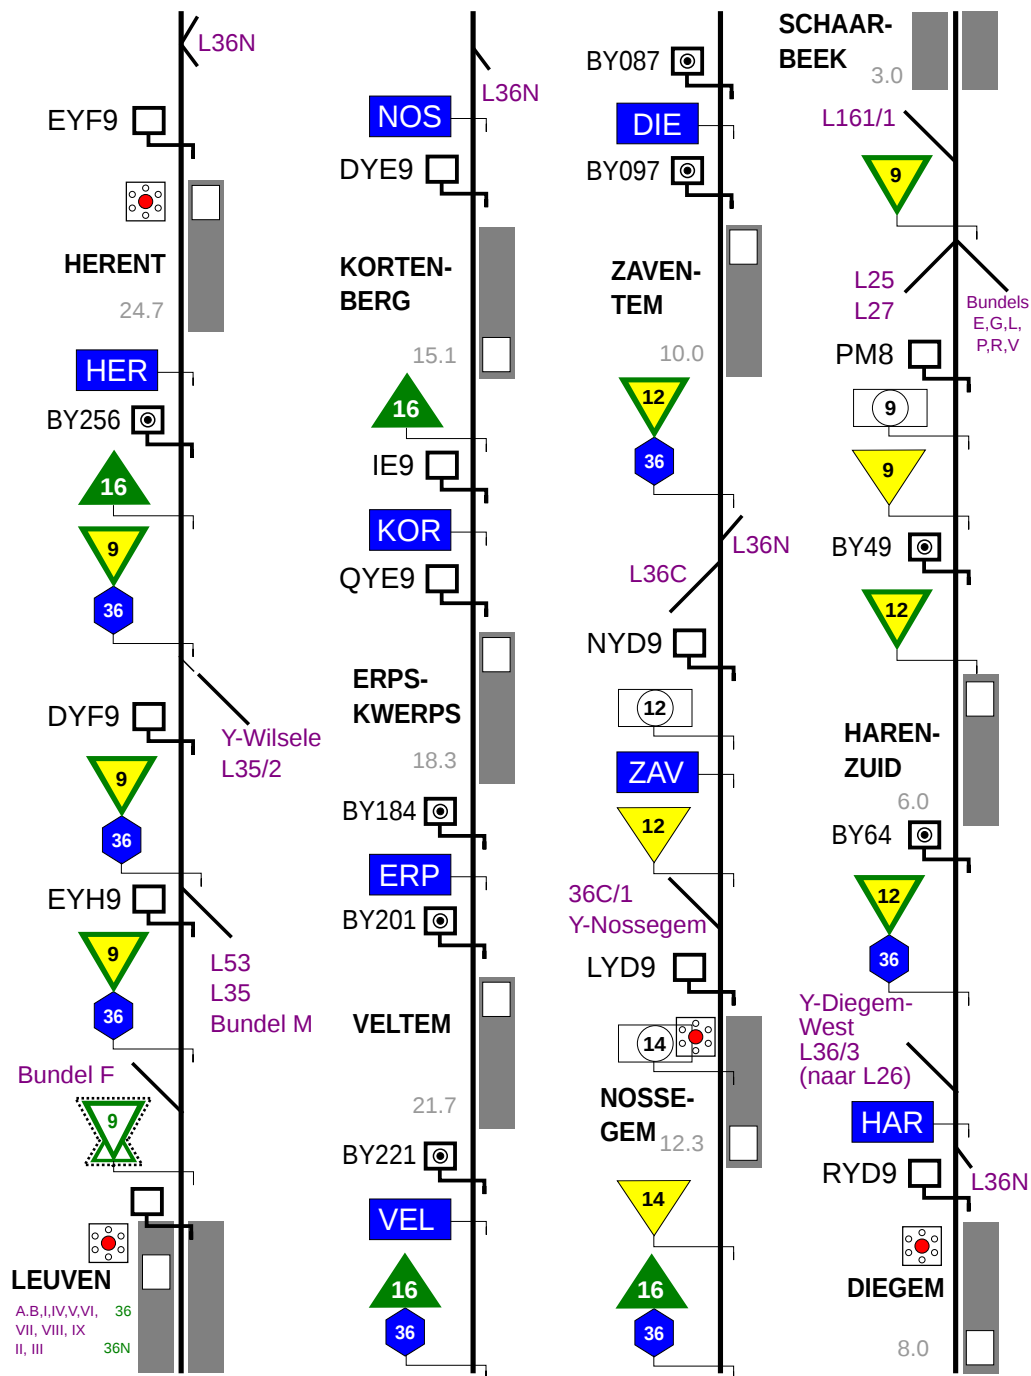 L36N
EYF9
HERENT
24.7
HER
BY256
16
9
36
DYF9
Y-Wilsele
L35/2
9
36
EYH9
9
L53
L35
Bundel M
36
Bundel F
9
LEUVEN
A.B,I,IV,V,VI, 36
VII, VIII, IX
II, III 36N
L36N
NOS
DYE9
KORTEN-
BERG
15.1
16
IE9
KOR
QYE9
ERPS-
KWERPS
18.3
BY184
ERP
BY201
VELTEM
21.7
BY221
VEL
16
36
BY087
DIE
BY097
ZAVEN-
TEM
10.0
12
36
L36N
L36C
NYD9
12
ZAV
12
36C/1
Y-Nossegem
LYD9
14
NOSSE-
GEM 12.3
14
16
36
SCHAAR-
BEEK
3.0
L161/1
9
L25
L27
Bundels
E,G,L,
P,R,V
PM8
9
9
BY49
12
HAREN-
ZUID
6.0
BY64
12
36
Y-Diegem-
West
L36/3
(naar L26)
HAR
RYD9
L36N
DIEGEM
8.0